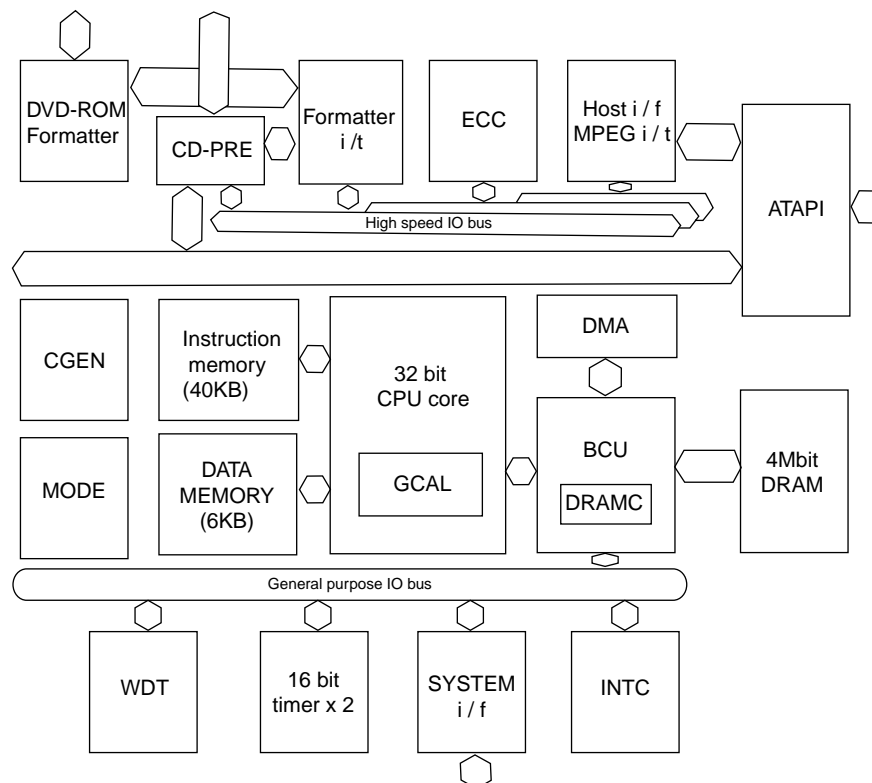 DVD-ROM
Formatter
CD-PRE
Formatter
i /t
ECC
Host i / f
MPEG i / t
ATAPI
High speed IO bus
CGEN
Instruction
memory
(40KB)
32 bit
CPU core
GCAL
DMA
MODE
DATA
MEMORY
(6KB)
BCU
DRAMC
4Mbit
DRAM
General purpose IO bus
WDT
16 bit
timer x 2
SYSTEM
i / f
INTC